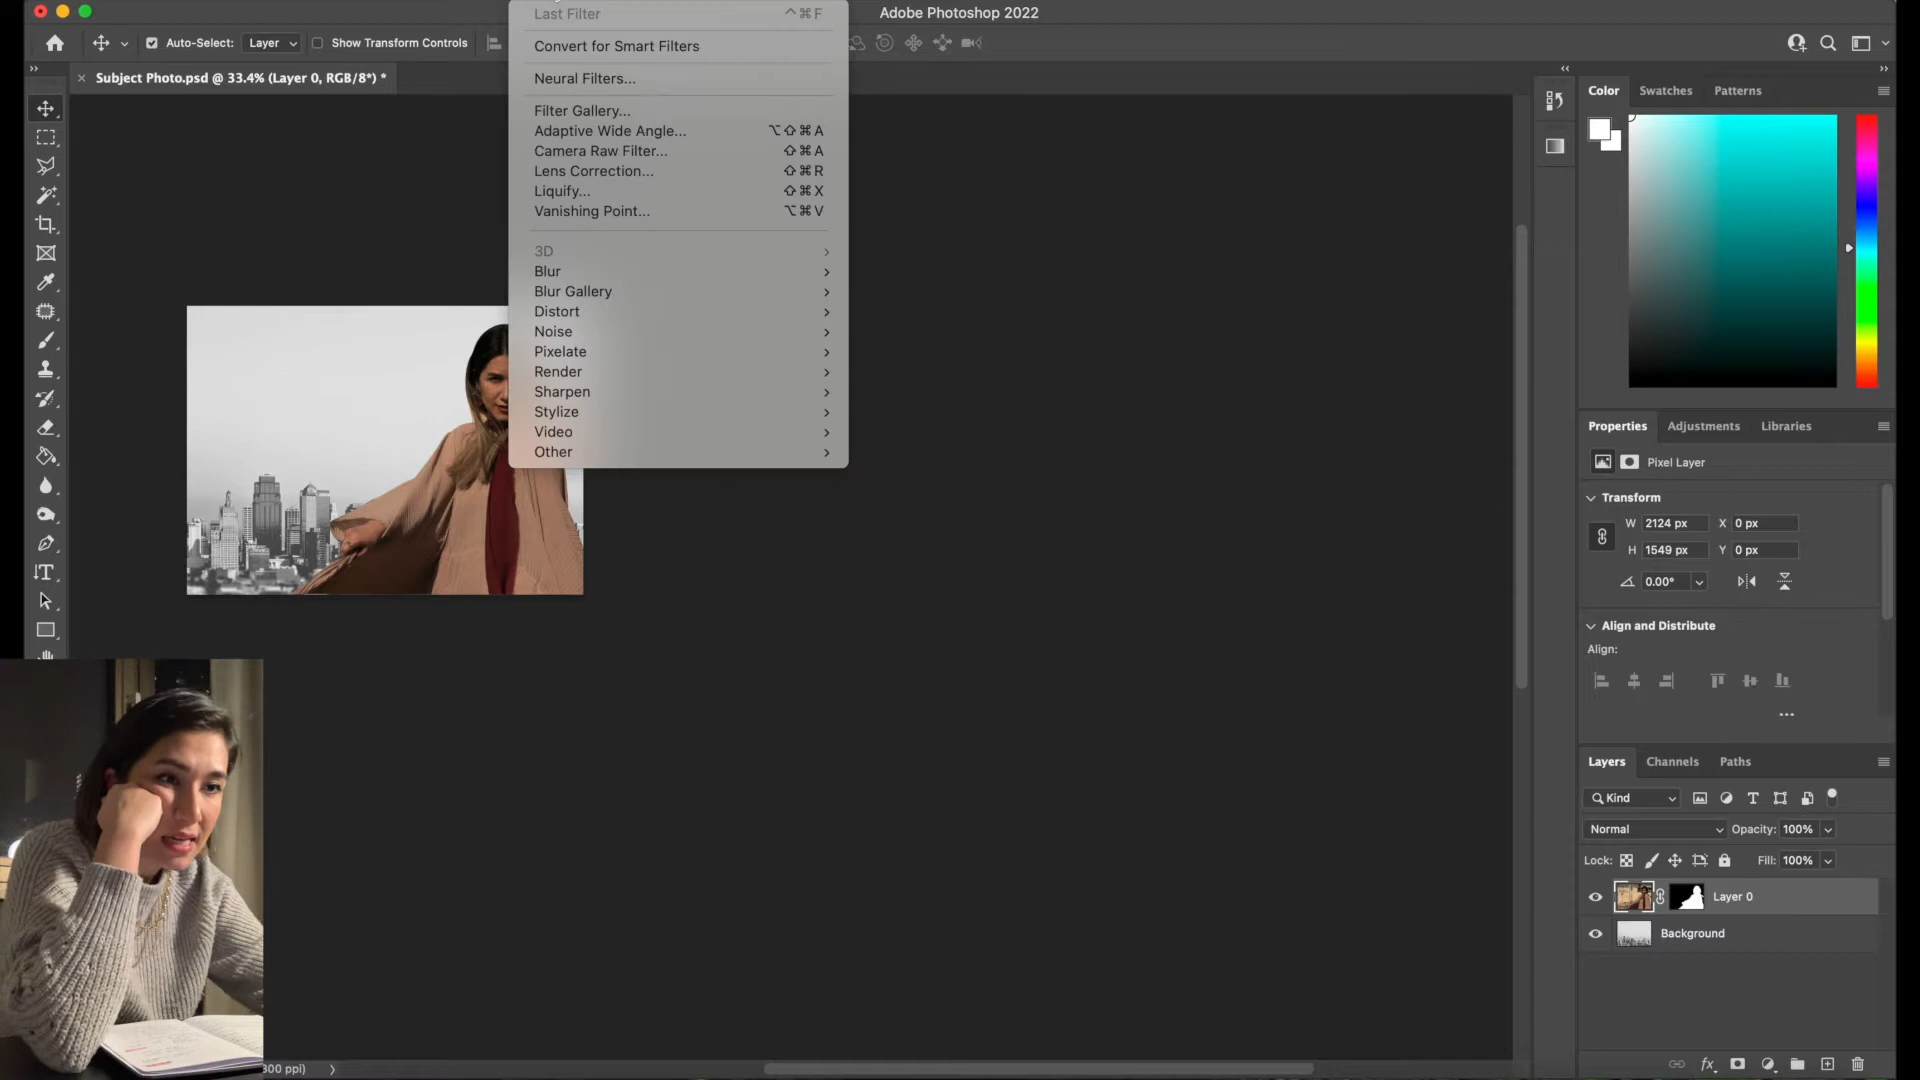 Adobe Photoshop 2022
Auto-Select:
Layer
Show Transform Controls
Subject Photo.psd @ 33.4% (Layer 0, RGB/8*) *
Last Filter ^⌘F
Convert for Smart Filters
Neural Filters...
Filter Gallery...
Adaptive Wide Angle... ⌥⇧⌘A
Camera Raw Filter... ⇧⌘A
Lens Correction... ⇧⌘R
Liquify... ⇧⌘X
Vanishing Point... ⌥⌘V
3D
Blur
Blur Gallery
Distort
Noise
Pixelate
Render
Sharpen
Stylize
Video
Other
Color Swatches Patterns
Properties Adjustments Libraries
Pixel Layer
Transform
W 2124 px X 0 px
H 1549 px Y 0 px
0.00°
Align and Distribute
Align:
Layers Channels Paths
Kind
Normal Opacity: 100%
Lock: Fill: 100%
Layer 0
Background
ppi)